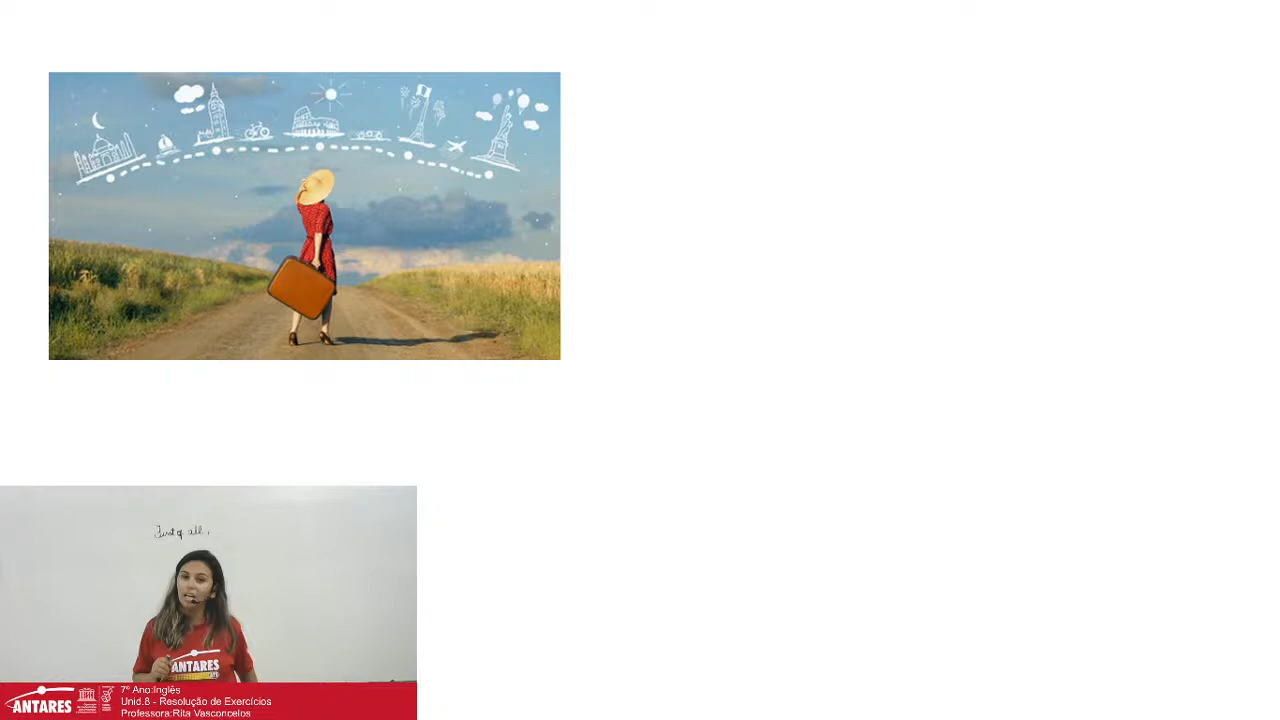 First of all,
ANTARES
ANTARES
7º Ano:Inglês
Unid.8 - Resolução de Exercícios
Professora:Rita Vasconcelos